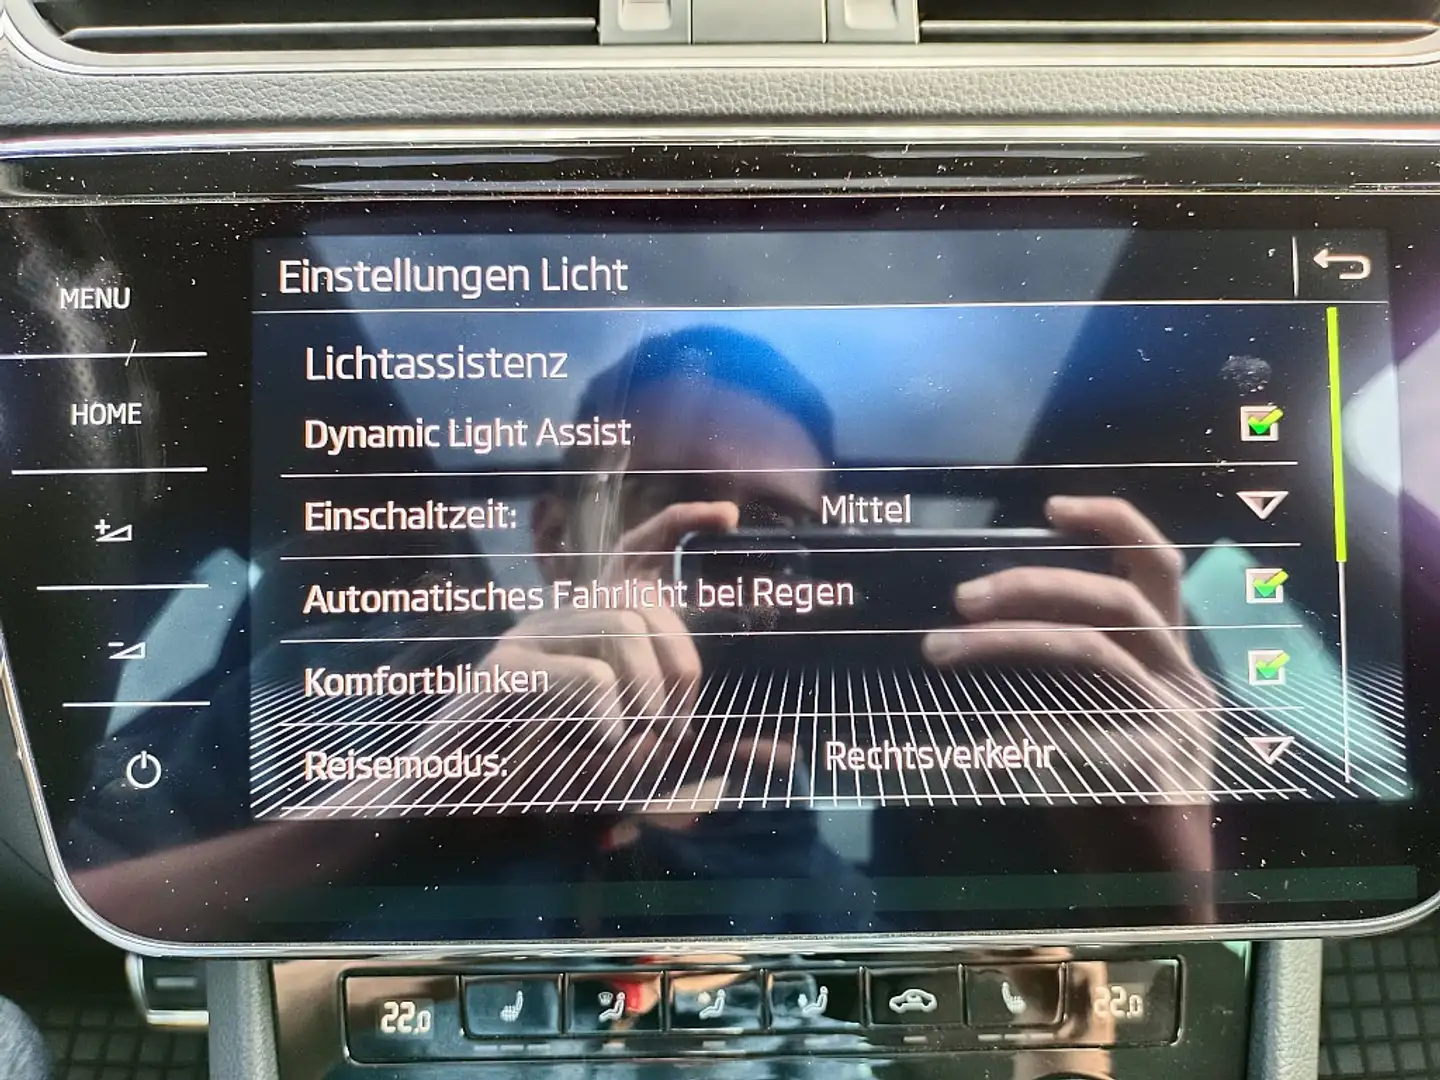 Einstellungen Licht
MENU
Lichtassistenz
HOME
Dynamic Light Assist
Einschaltzeit: Mittel
Automatisches Fahrlicht bei Regen
Komfortblinken
Reisemodus: Rechtsverkehr
22.0 22.0